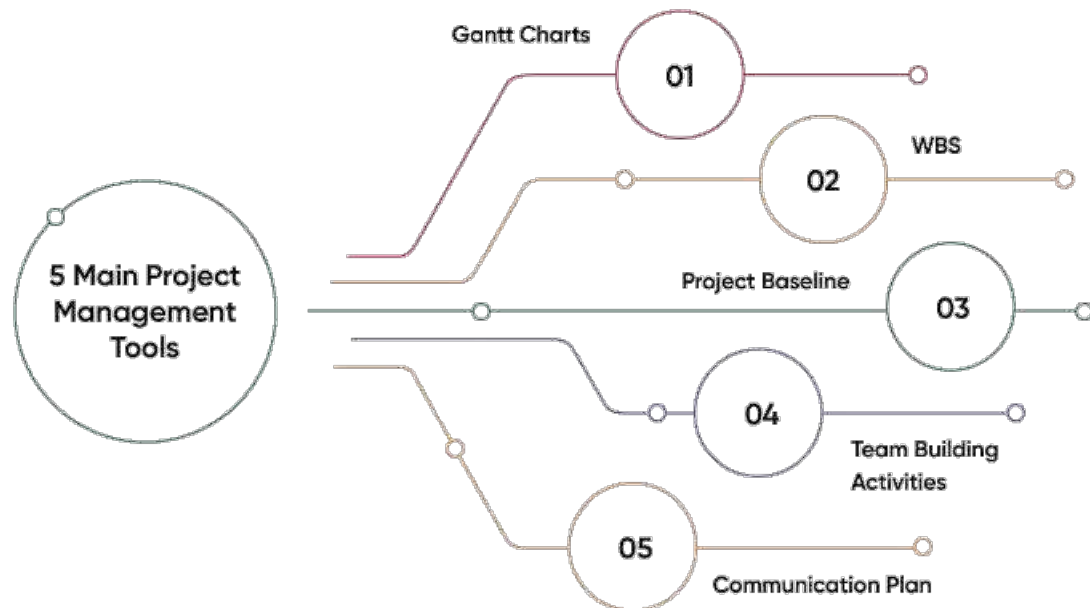 5 Main Project
Management
Tools
Gantt Charts
01
02
WBS
Project Baseline
03
04
Team Building
Activities
05
Communication Plan